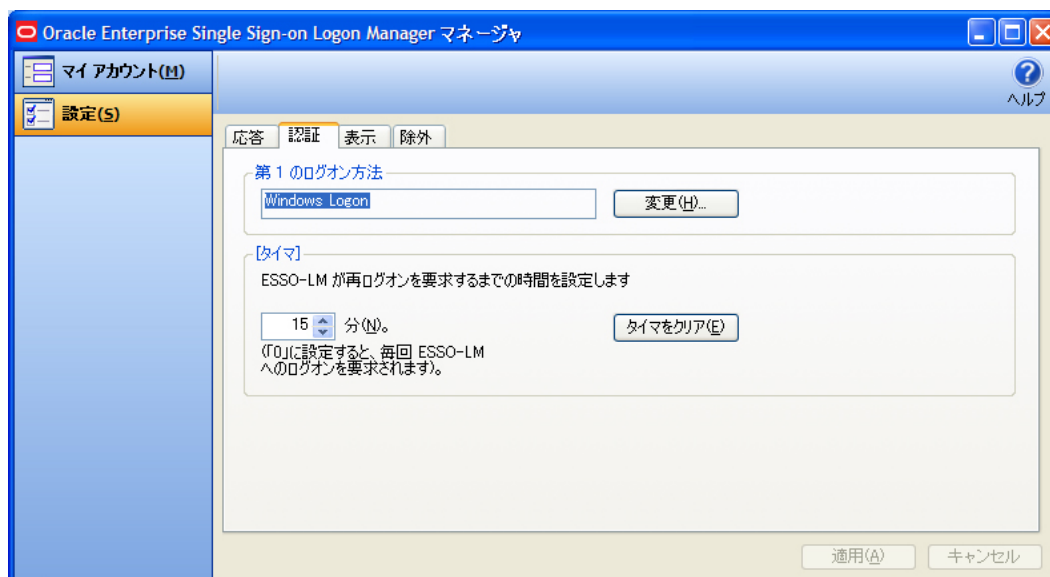 Oracle Enterprise Single Sign-on Logon Manager マネージャ
マイ アカウント(M)
設定(S)
ヘルプ
応答 認証 表示 除外
第 1 のログオン方法
Windows Logon 変更(H)...
[タイマ]
ESSO-LM が再ログオンを要求するまでの時間を設定します
15 分(N)。 タイマをクリア(E)
(「0」に設定すると、毎回 ESSO-LM
へのログオンを要求されます)。
適用(A) キャンセル